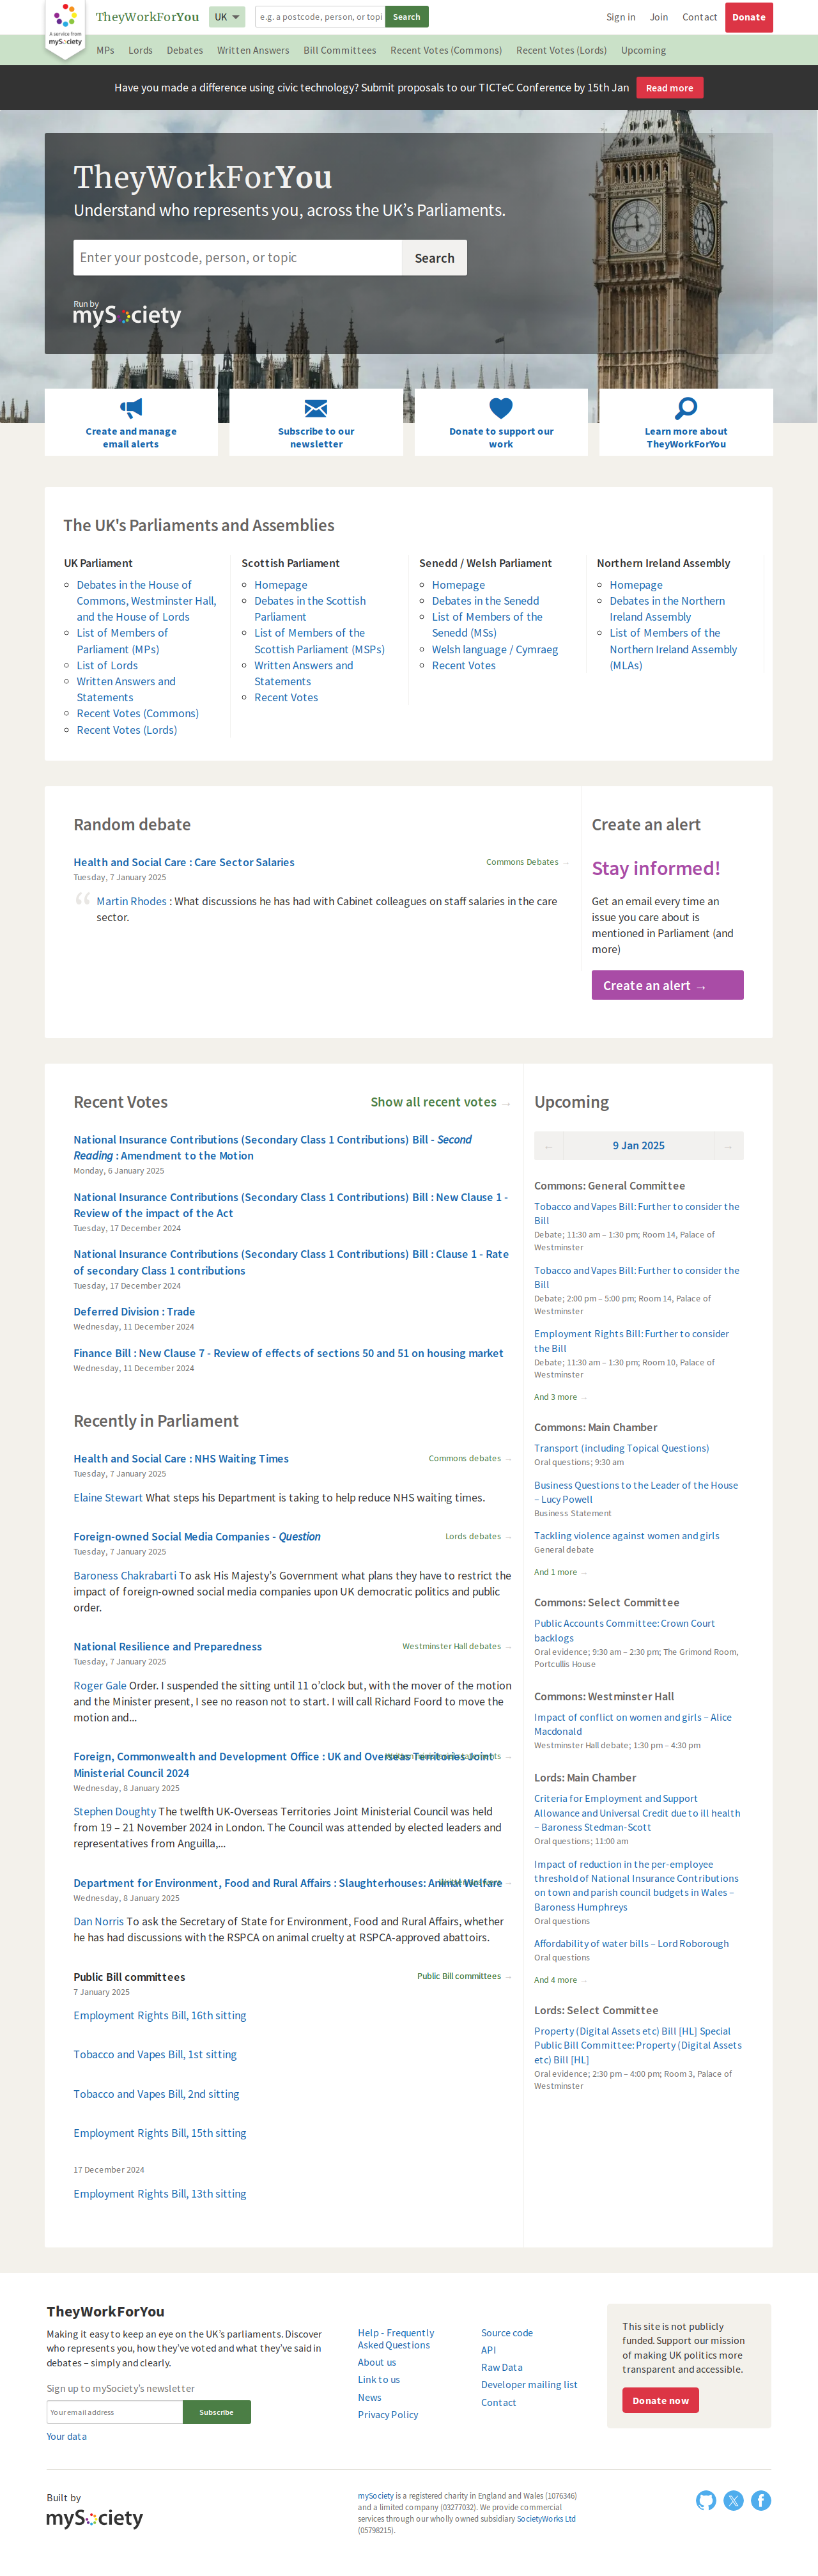 A service from
mySociety
TheyWorkForYou
UK
e.g. a postcode, person, or topi
Search
Sign in
Join
Contact
Donate
MPs
Lords
Debates
Written Answers
Bill Committees
Recent Votes (Commons)
Recent Votes (Lords)
Upcoming
Have you made a difference using civic technology? Submit proposals to our TICTeC Conference by 15th Jan
Read more
TheyWorkForYou
Understand who represents you, across the UK’s Parliaments.
Enter your postcode, person, or topic
Search
Run by
mySociety
Create and manage
email alerts
Subscribe to our
newsletter
Donate to support our
work
Learn more about
TheyWorkForYou
The UK's Parliaments and Assemblies
UK Parliament
Debates in the House of
Commons, Westminster Hall,
and the House of Lords
List of Members of
Parliament (MPs)
List of Lords
Written Answers and
Statements
Recent Votes (Commons)
Recent Votes (Lords)
Scottish Parliament
Homepage
Debates in the Scottish
Parliament
List of Members of the
Scottish Parliament (MSPs)
Written Answers and
Statements
Recent Votes
Senedd / Welsh Parliament
Homepage
Debates in the Senedd
List of Members of the
Senedd (MSs)
Welsh language / Cymraeg
Recent Votes
Northern Ireland Assembly
Homepage
Debates in the Northern
Ireland Assembly
List of Members of the
Northern Ireland Assembly
(MLAs)
Random debate
Health and Social Care : Care Sector Salaries
Commons Debates →
Tuesday, 7 January 2025
“ Martin Rhodes : What discussions he has had with Cabinet colleagues on staff salaries in the care
sector.
Create an alert
Stay informed!
Get an email every time an
issue you care about is
mentioned in Parliament (and
more)
Create an alert →
Recent Votes
Show all recent votes →
National Insurance Contributions (Secondary Class 1 Contributions) Bill - Second
Reading : Amendment to the Motion
Monday, 6 January 2025
National Insurance Contributions (Secondary Class 1 Contributions) Bill : New Clause 1 -
Review of the impact of the Act
Tuesday, 17 December 2024
National Insurance Contributions (Secondary Class 1 Contributions) Bill : Clause 1 - Rate
of secondary Class 1 contributions
Tuesday, 17 December 2024
Deferred Division : Trade
Wednesday, 11 December 2024
Finance Bill : New Clause 7 - Review of effects of sections 50 and 51 on housing market
Wednesday, 11 December 2024
Recently in Parliament
Health and Social Care : NHS Waiting Times
Commons debates →
Tuesday, 7 January 2025
Elaine Stewart What steps his Department is taking to help reduce NHS waiting times.
Foreign-owned Social Media Companies - Question
Lords debates →
Tuesday, 7 January 2025
Baroness Chakrabarti To ask His Majesty’s Government what plans they have to restrict the
impact of foreign-owned social media companies upon UK democratic politics and public
order.
National Resilience and Preparedness
Westminster Hall debates →
Tuesday, 7 January 2025
Roger Gale Order. I suspended the sitting until 11 o’clock but, with the mover of the motion
and the Minister present, I see no reason not to start. I will call Richard Foord to move the
motion and...
Foreign, Commonwealth and Development Office : UK and Overseas Territories Joint
Ministerial Council 2024
Wednesday, 8 January 2025
Stephen Doughty The twelfth UK-Overseas Territories Joint Ministerial Council was held
from 19 – 21 November 2024 in London. The Council was attended by elected leaders and
representatives from Anguilla,...
Department for Environment, Food and Rural Affairs : Slaughterhouses: Animal Welfare
Wednesday, 8 January 2025
Dan Norris To ask the Secretary of State for Environment, Food and Rural Affairs, whether
he has had discussions with the RSPCA on animal cruelty at RSPCA-approved abattoirs.
Public Bill committees
Public Bill committees →
7 January 2025
Employment Rights Bill, 16th sitting
Tobacco and Vapes Bill, 1st sitting
Tobacco and Vapes Bill, 2nd sitting
Employment Rights Bill, 15th sitting
17 December 2024
Employment Rights Bill, 13th sitting
Upcoming
← 9 Jan 2025 →
Commons: General Committee
Tobacco and Vapes Bill: Further to consider the
Bill
Debate; 11:30 am – 1:30 pm; Room 14, Palace of
Westminster
Tobacco and Vapes Bill: Further to consider the
Bill
Debate; 2:00 pm – 5:00 pm; Room 14, Palace of
Westminster
Employment Rights Bill: Further to consider
the Bill
Debate; 11:30 am – 1:30 pm; Room 10, Palace of
Westminster
And 3 more →
Commons: Main Chamber
Transport (including Topical Questions)
Oral questions; 9:30 am
Business Questions to the Leader of the House
– Lucy Powell
Business Statement
Tackling violence against women and girls
General debate
And 1 more →
Commons: Select Committee
Public Accounts Committee: Crown Court
backlogs
Oral evidence; 9:30 am – 2:30 pm; The Grimond Room,
Portcullis House
Commons: Westminster Hall
Impact of conflict on women and girls – Alice
Macdonald
Westminster Hall debate; 1:30 pm – 4:30 pm
Lords: Main Chamber
Criteria for Employment and Support
Allowance and Universal Credit due to ill health
– Baroness Stedman-Scott
Oral questions; 11:00 am
Impact of reduction in the per-employee
threshold of National Insurance Contributions
on town and parish council budgets in Wales –
Baroness Humphreys
Oral questions
Affordability of water bills – Lord Roborough
Oral questions
And 4 more →
Lords: Select Committee
Property (Digital Assets etc) Bill [HL] Special
Public Bill Committee: Property (Digital Assets
etc) Bill [HL]
Oral evidence; 2:30 pm – 4:00 pm; Room 3, Palace of
Westminster
TheyWorkForYou
Making it easy to keep an eye on the UK’s parliaments. Discover
who represents you, how they’ve voted and what they’ve said in
debates – simply and clearly.
Sign up to mySociety’s newsletter
Your email address
Subscribe
Your data
Help - Frequently
Asked Questions
About us
Link to us
News
Privacy Policy
Source code
API
Raw Data
Developer mailing list
Contact
This site is not publicly
funded. Support our mission
of making UK politics more
transparent and accessible.
Donate now
Built by
mySociety
mySociety is a registered charity in England and Wales (1076346)
and a limited company (03277032). We provide commercial
services through our wholly owned subsidiary SocietyWorks Ltd
(05798215).